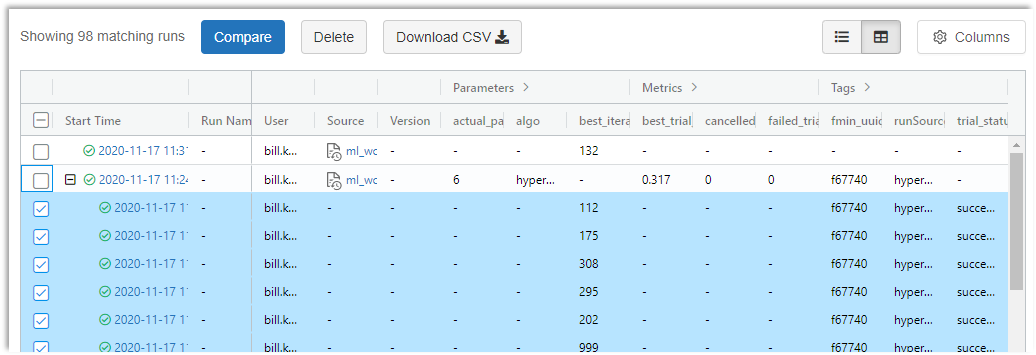 Showing 98 matching runs Compare Delete Download CSV Columns
Parameters > Metrics > Tags >
Start Time Run Nam User Source Version actual_pa algo best_itera best_trial_ cancelled failed_tria fmin_uuid runSource trial_statu
2020-11-17 11:31 - bill.k... ml_wc - - - 132 - - - - - -
2020-11-17 11:24 - bill.k... ml_wc - 6 hyper... - 0.317 0 0 f67740 hyper... -
2020-11-17 1 - bill.k... - - - - 112 - - - f67740 hyper... succe...
2020-11-17 1 - bill.k... - - - - 175 - - - f67740 hyper... succe...
2020-11-17 1 - bill.k... - - - - 308 - - - f67740 hyper... succe...
2020-11-17 1 - bill.k... - - - - 295 - - - f67740 hyper... succe...
2020-11-17 1 - bill.k... - - - - 202 - - - f67740 hyper... succe...
2020-11-17 1 - bill.k... - - - - 999 - - - f67740 hyper... succe...